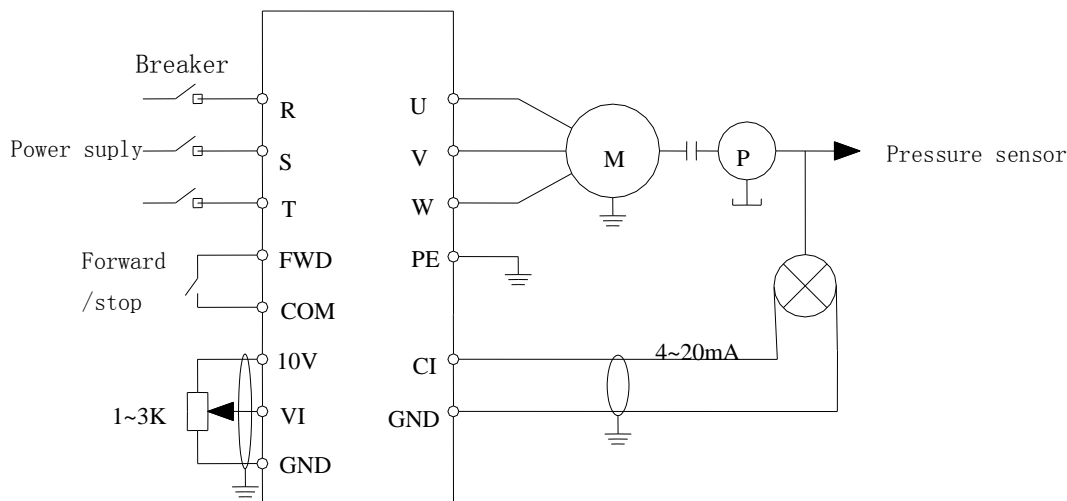 Breaker
R
U
Power suply
S
V
M
P
Pressure sensor
T
W
Forward
/stop
FWD
PE
COM
10V
CI
4~20mA
1~3K
VI
GND
GND